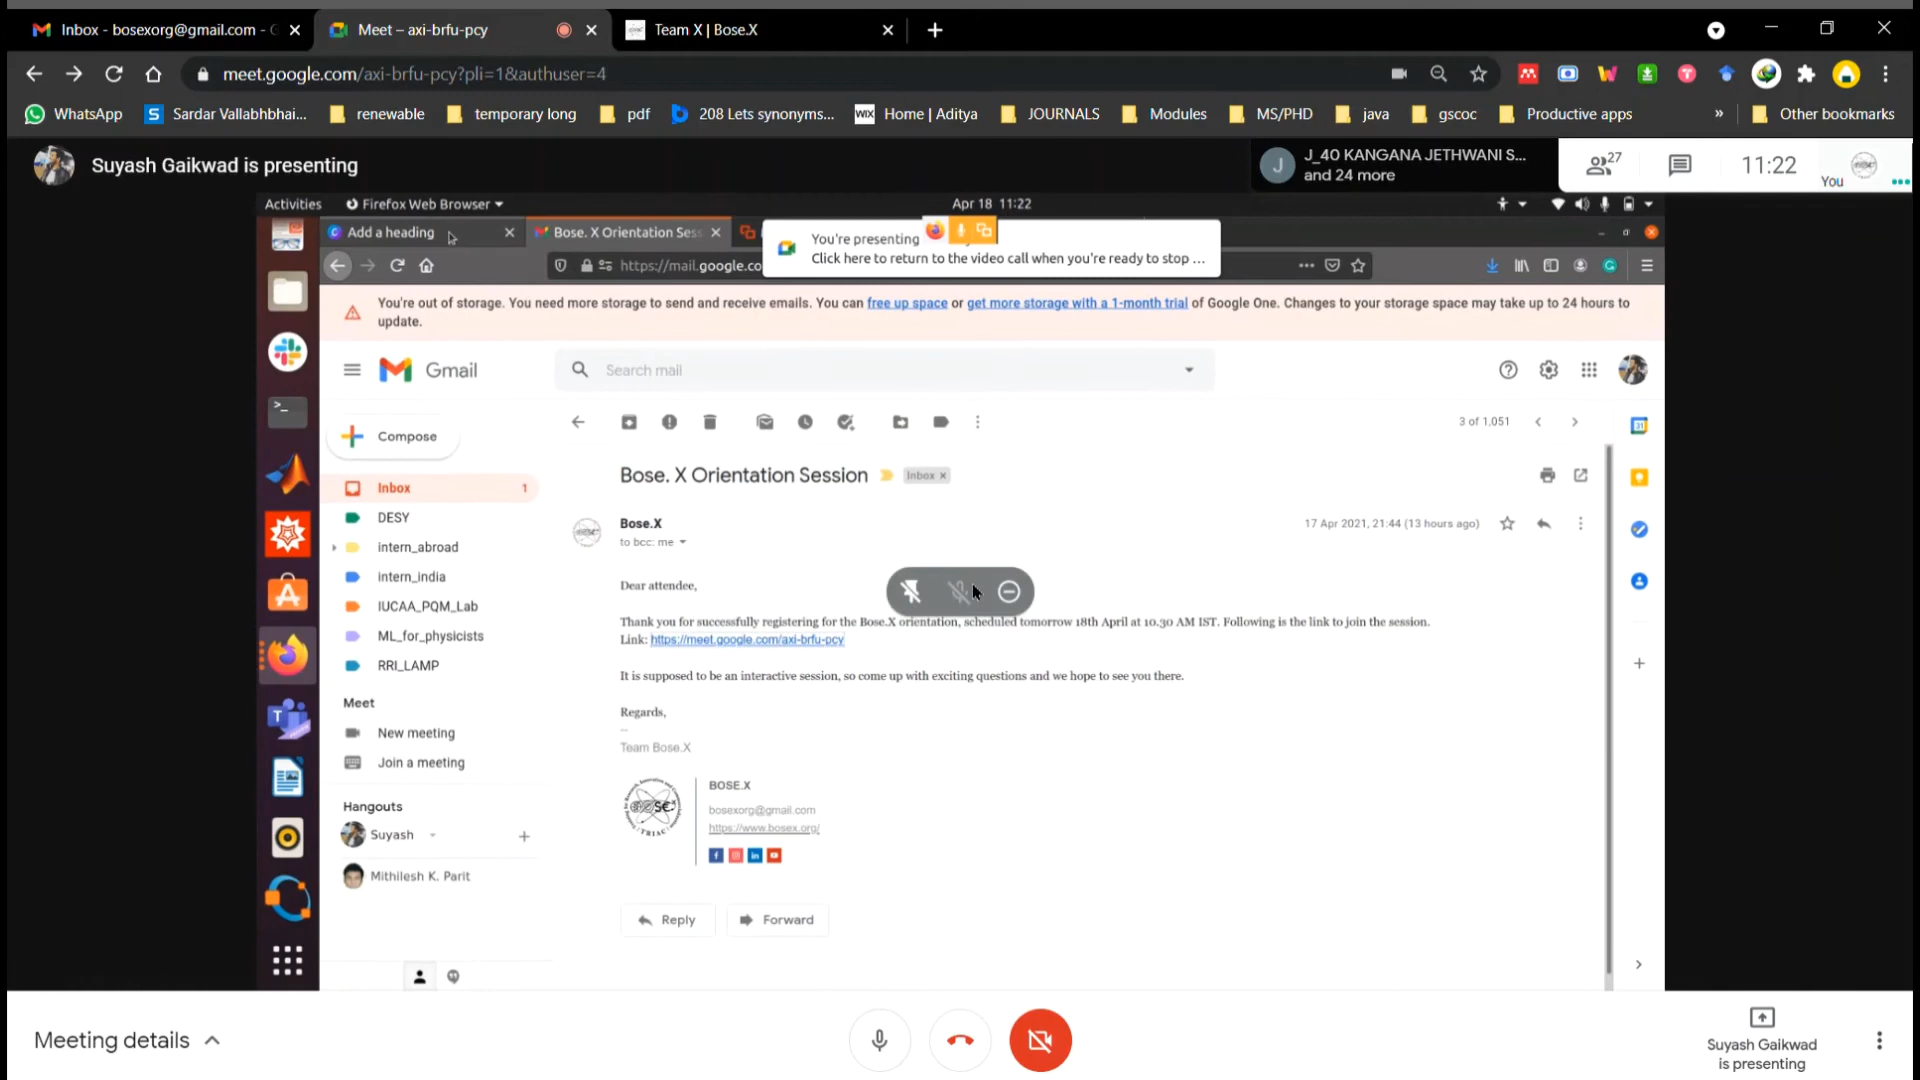 Inbox - bosexorg@gmail.com - G
Meet – axi-brfu-pcy
Team X | Bose.X
meet.google.com/axi-brfu-pcy?pli=1&authuser=4
WhatsApp
Sardar Vallabhbhai...
renewable
temporary long
pdf
208 Lets synonyms...
WIX
Home | Aditya
JOURNALS
Modules
MS/PHD
java
gscoc
Productive apps
»
Other bookmarks
Suyash Gaikwad is presenting
J
J_40 KANGANA JETHWANI S...
and 24 more
27
11:22
You
Activities
Firefox Web Browser
Apr 18 11:22
Add a heading
Bose. X Orientation Ses
You're presenting
Click here to return to the video call when you're ready to stop ...
https://mail.google.co
You're out of storage. You need more storage to send and receive emails. You can free up space or get more storage with a 1-month trial of Google One. Changes to your storage space may take up to 24 hours to
update.
Gmail
Search mail
Compose
3 of 1,051
Inbox 1
DESY
intern_abroad
intern_india
IUCAA_PQM_Lab
ML_for_physicists
RRI_LAMP
Meet
New meeting
Join a meeting
Hangouts
Suyash
Mithilesh K. Parit
Bose. X Orientation Session
Inbox ×
Bose.X
to bcc: me
17 Apr 2021, 21:44 (13 hours ago)
Dear attendee,
Thank you for successfully registering for the Bose.X orientation, scheduled tomorrow 18th April at 10.30 AM IST. Following is the link to join the session.
Link: https://meet.google.com/axi-brfu-pcy
It is supposed to be an interactive session, so come up with exciting questions and we hope to see you there.
Regards,
--
Team Bose.X
BOSE.X
bosexorg@gmail.com
https://www.bosex.org/
Reply
Forward
Meeting details
Suyash Gaikwad
is presenting